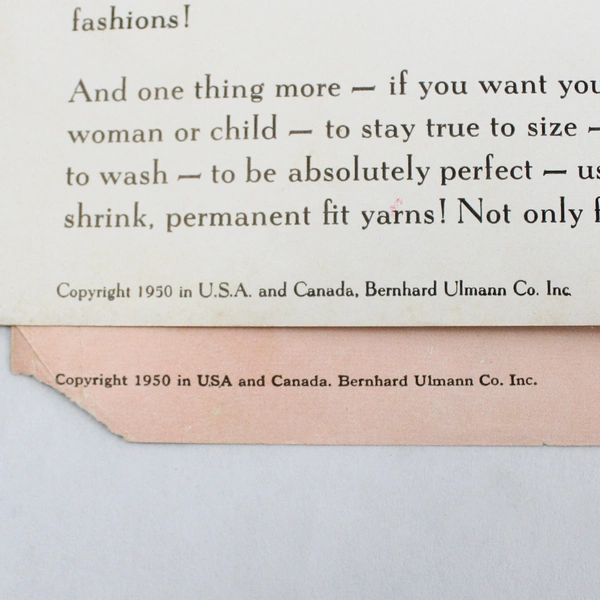 fashions!
And one thing more — if you want you
woman or child — to stay true to size —
to wash — to be absolutely perfect — us
shrink, permanent fit yarns! Not only f
Copyright 1950 in U.S.A. and Canada, Bernhard Ulmann Co. Inc.
Copyright 1950 in USA and Canada. Bernhard Ulmann Co. Inc.